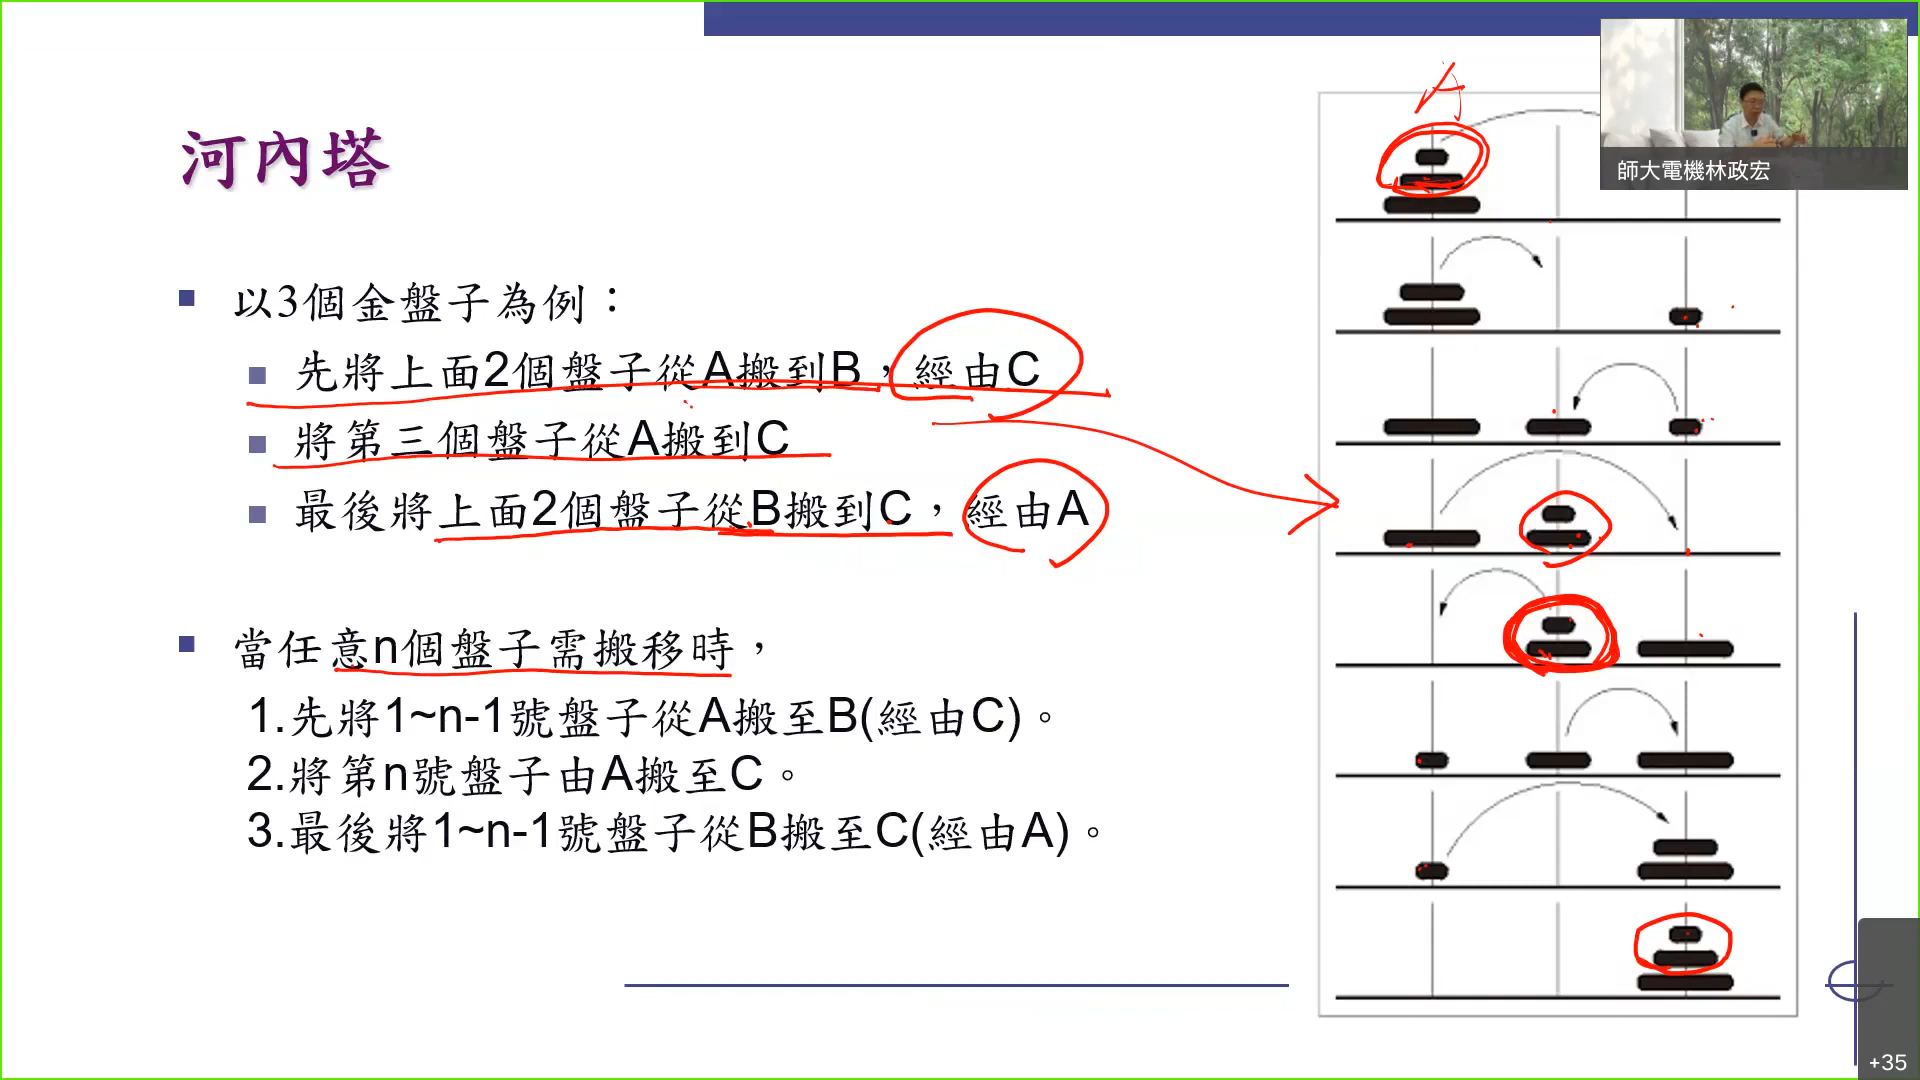 A
師大電機林政宏
河內塔
以3個金盤子為例：
先將上面2個盤子從A搬到B，經由C
將第三個盤子從A搬到C
最後將上面2個盤子從B搬到C，經由A
當任意n個盤子需搬移時，
1.先將1~n-1號盤子從A搬至B(經由C)。
2.將第n號盤子由A搬至C。
3.最後將1~n-1號盤子從B搬至C(經由A)。
+35